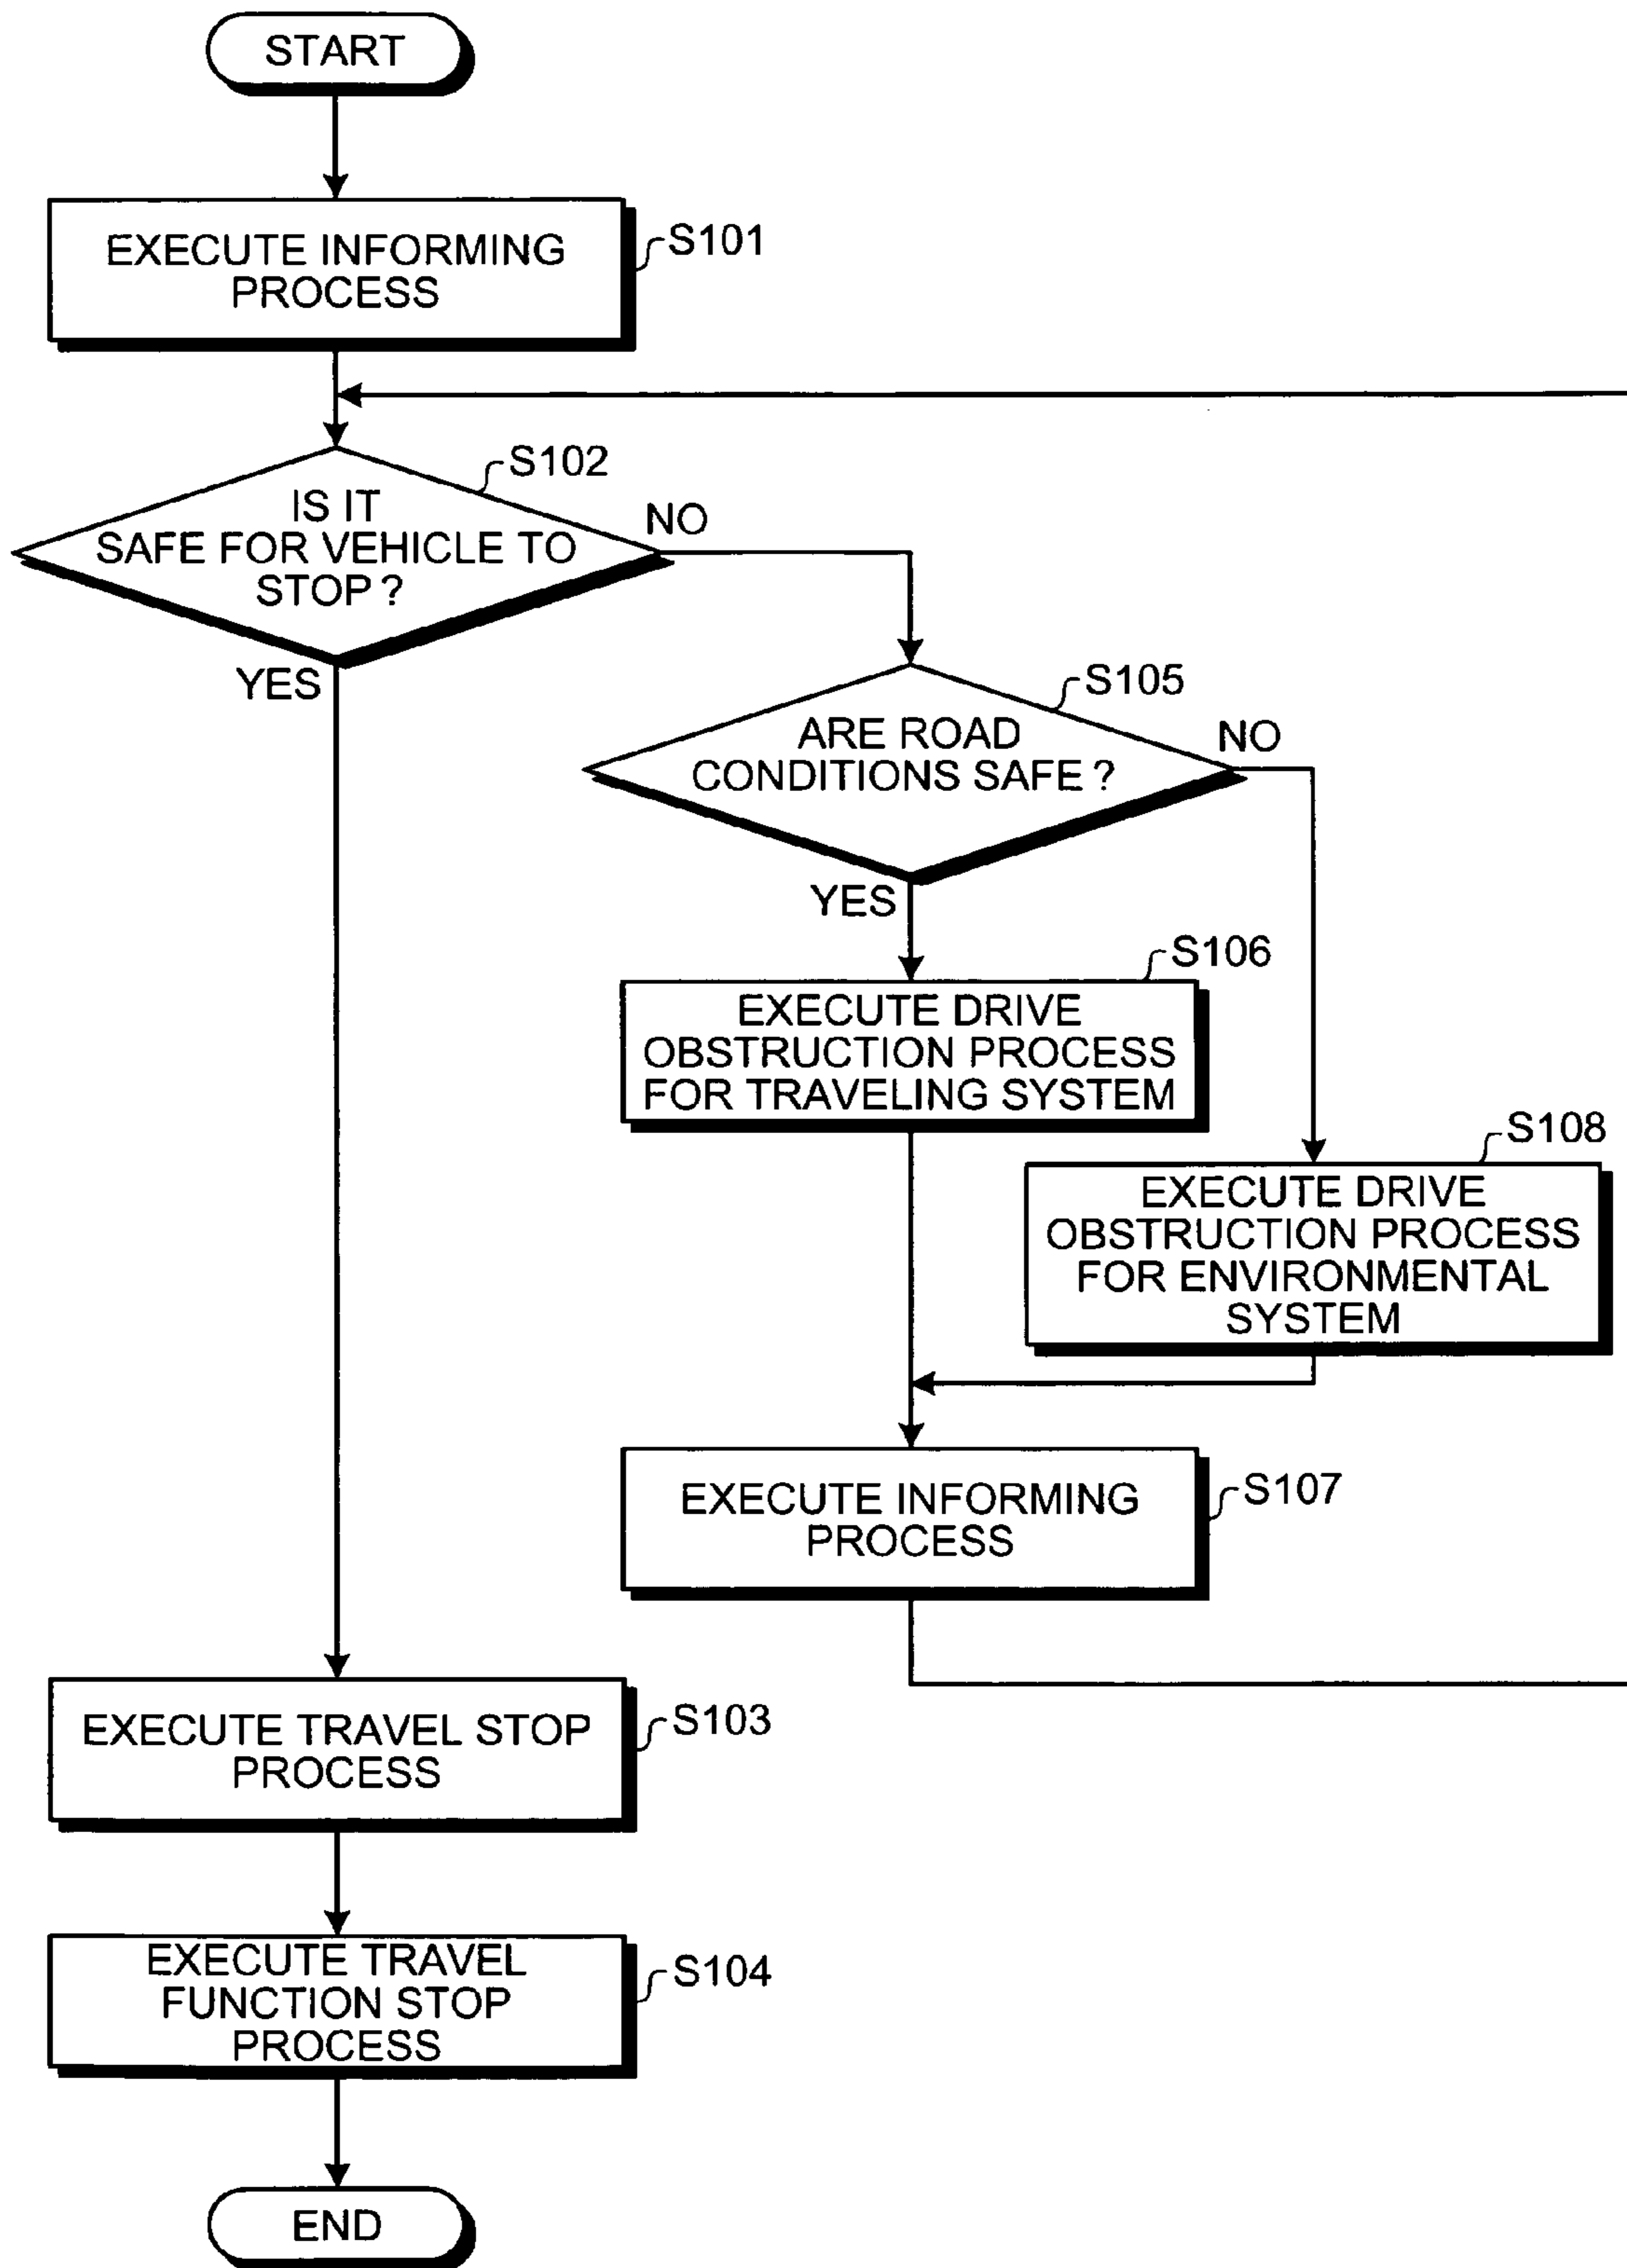 START
EXECUTE INFORMING
PROCESS
S101
S102
IS IT
SAFE FOR VEHICLE TO
STOP ?
NO
YES
S105
ARE ROAD
CONDITIONS SAFE ?
NO
YES
S106
EXECUTE DRIVE
OBSTRUCTION PROCESS
FOR TRAVELING SYSTEM
S108
EXECUTE DRIVE
OBSTRUCTION PROCESS
FOR ENVIRONMENTAL
SYSTEM
EXECUTE INFORMING
PROCESS
S107
EXECUTE TRAVEL STOP
PROCESS
S103
EXECUTE TRAVEL
FUNCTION STOP
PROCESS
S104
END